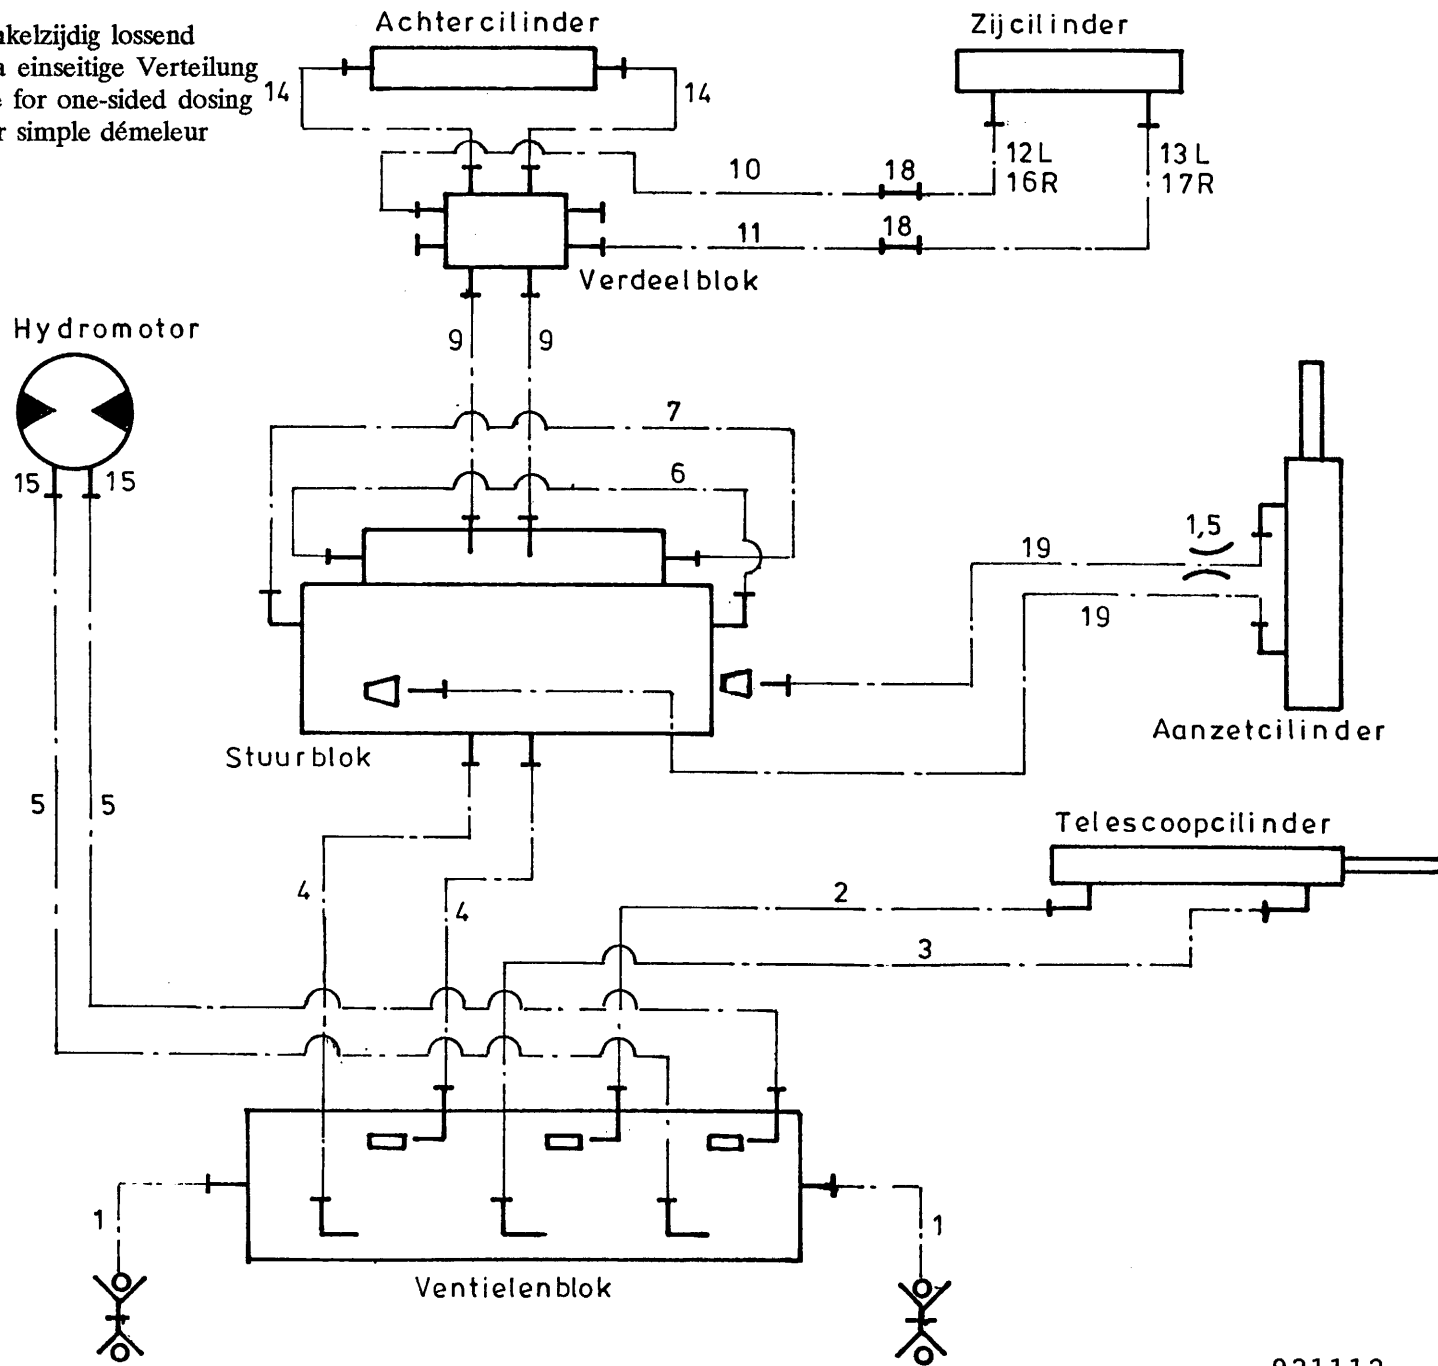 lossend
einseitige Verteilung
for one-sided dosing
simple démeleur
Achtercilinder
Zijcilinder
14
14
12L
16R
13L
17R
10
18
11
18
Verdeelblok
Hydromotor
9
9
7
15
15
6
1,5
19
19
Aanzetcilinder
Stuurblok
5
5
Telescoopcilinder
4
4
2
3
1
1
Ventielenblok